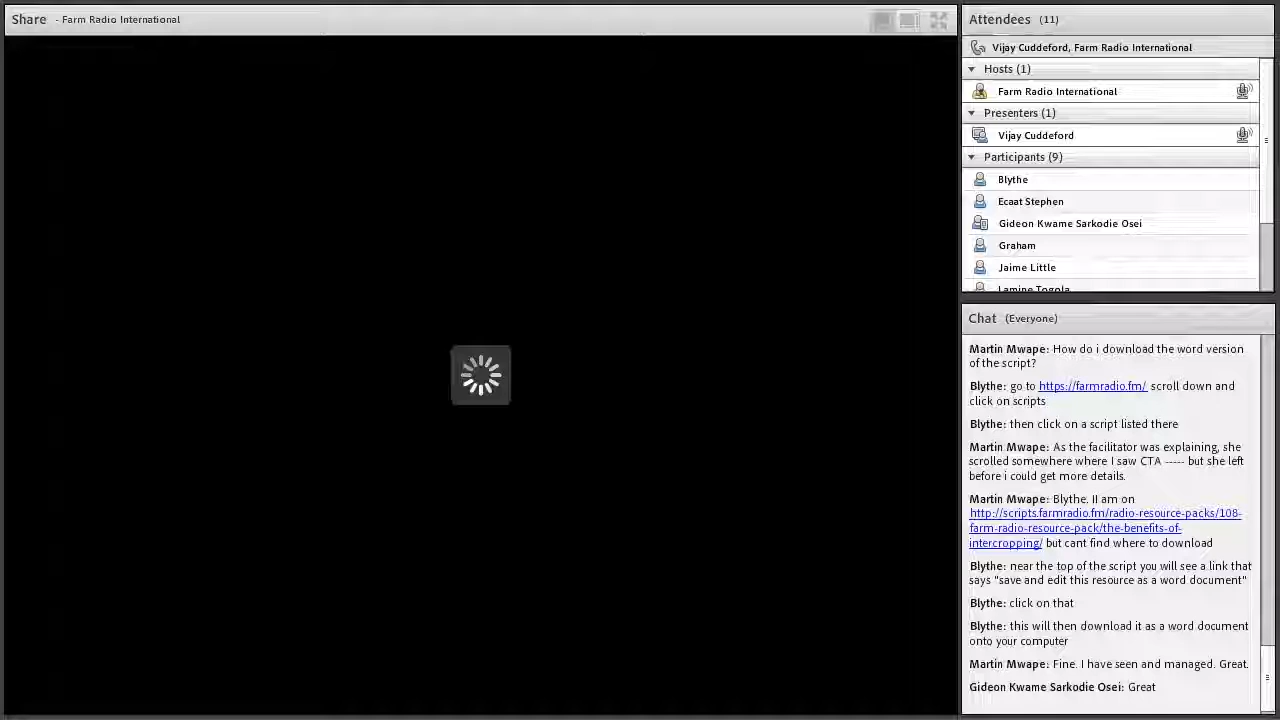 Share - Farm Radio International
Attendees (11)
Vijay Cuddeford, Farm Radio International
Hosts (1)
Farm Radio International
Presenters (1)
Vijay Cuddeford
Participants (9)
Blythe
Ecaat Stephen
Gideon Kwame Sarkodie Osei
Graham
Jaime Little
Lamine Togola
Chat (Everyone)
Martin Mwape: How do i download the word version
of the script?
Blythe: go to https://farmradio.fm/ scroll down and
click on scripts
Blythe: then click on a script listed there
Martin Mwape: As the facilitator was explaining, she
scrolled somewhere where I saw CTA ----- but she left
before i could get more details.
Martin Mwape: Blythe. II am on
http://scripts.farmradio.fm/radio-resource-packs/108-
farm-radio-resource-pack/the-benefits-of-
intercropping/ but cant find where to download
Blythe: near the top of the script you will see a link that
says "save and edit this resource as a word document"
Blythe: click on that
Blythe: this will then download it as a word document
onto your computer
Martin Mwape: Fine. I have seen and managed. Great.
Gideon Kwame Sarkodie Osei: Great